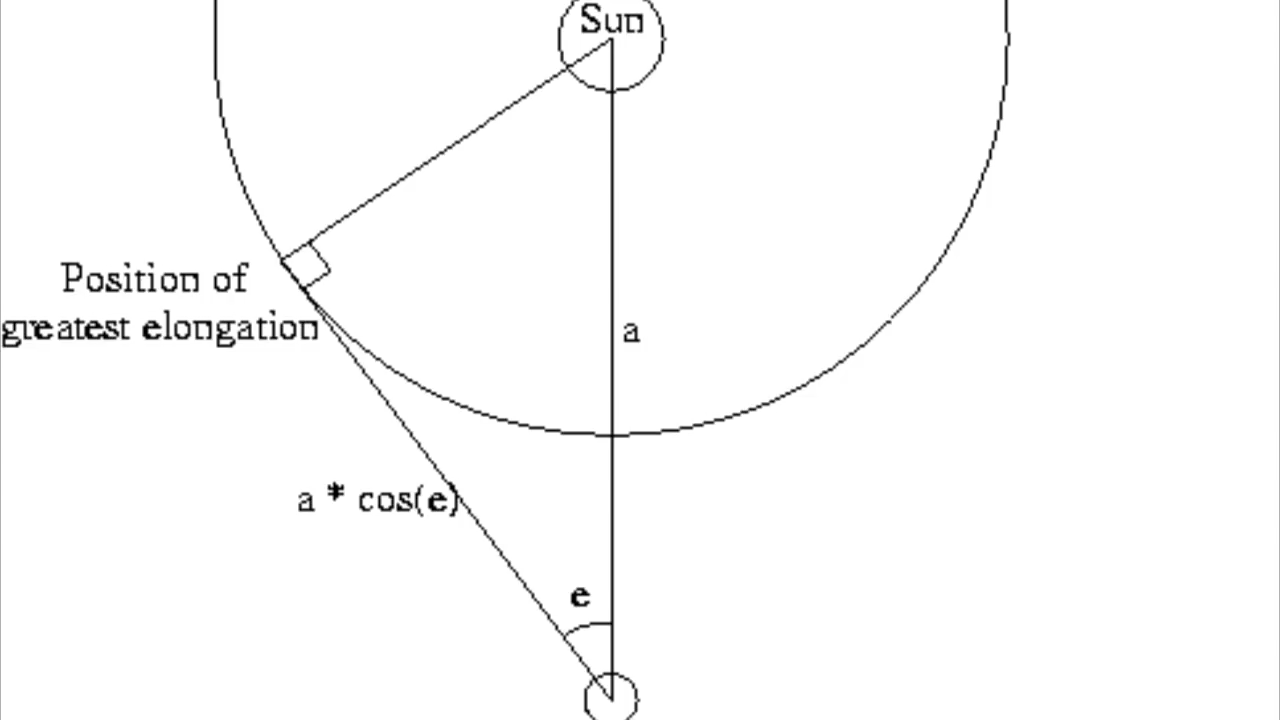 Sun
Position of
greatest elongation
a
a * cos(e)
e